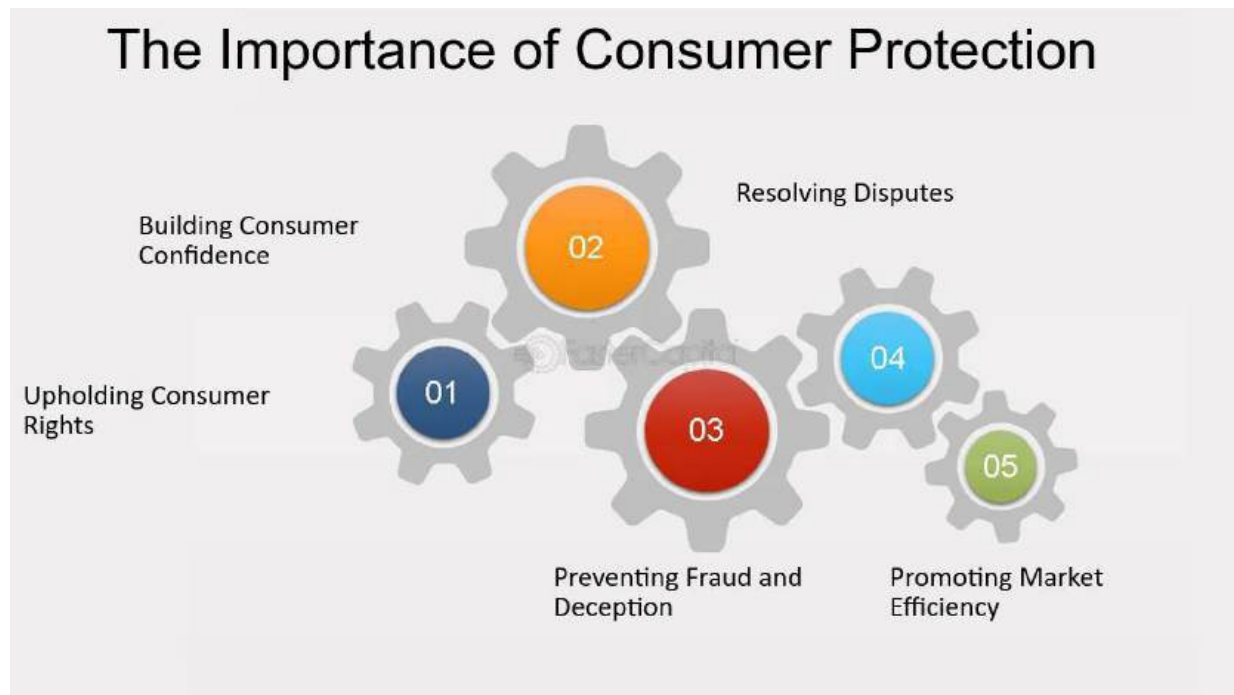 The Importance of Consumer Protection
Resolving Disputes
Building Consumer
Confidence
02
04
Upholding Consumer
Rights
01
03
05
Preventing Fraud and
Deception
Promoting Market
Efficiency
FasterCapital